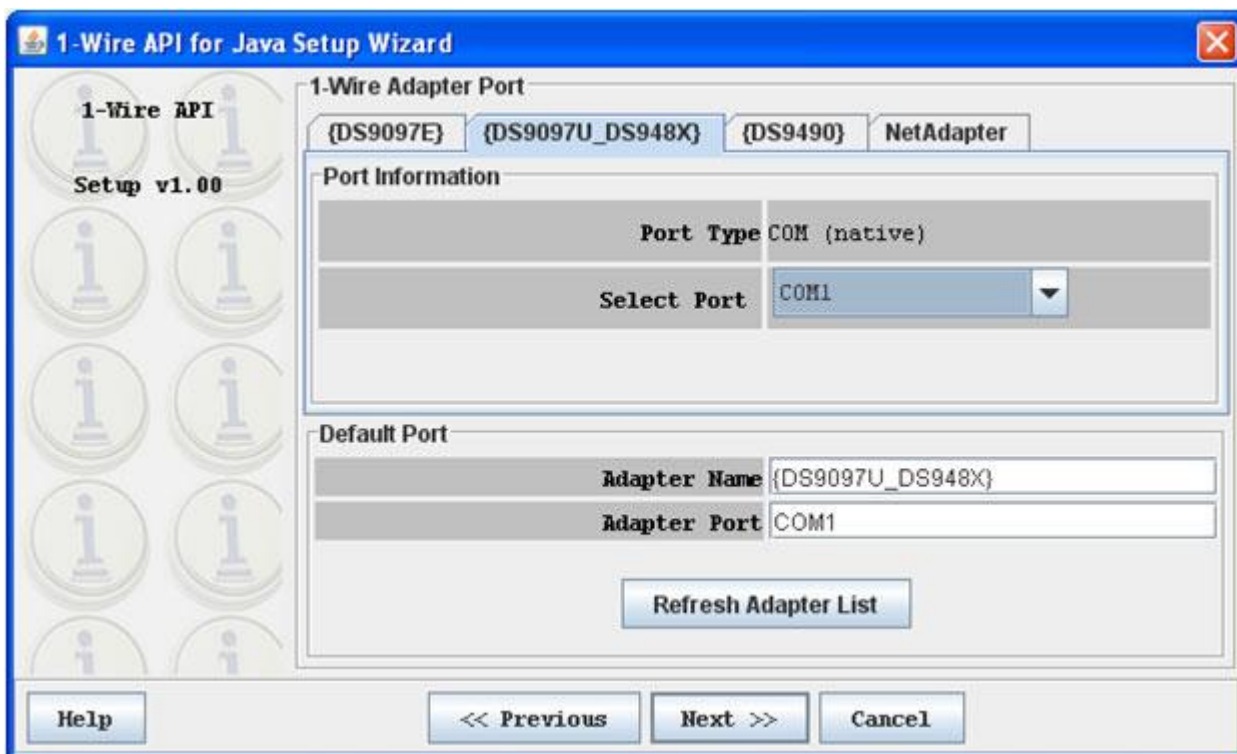 1-Wire API for Java Setup Wizard
1-Wire API
Setup v1.00
1-Wire Adapter Port
{DS9097E} {DS9097U_DS948X} {DS9490} NetAdapter
Port Information
Port Type COM (native)
Select Port COM1
Default Port
Adapter Name {DS9097U_DS948X}
Adapter Port COM1
Refresh Adapter List
Help << Previous Next >> Cancel